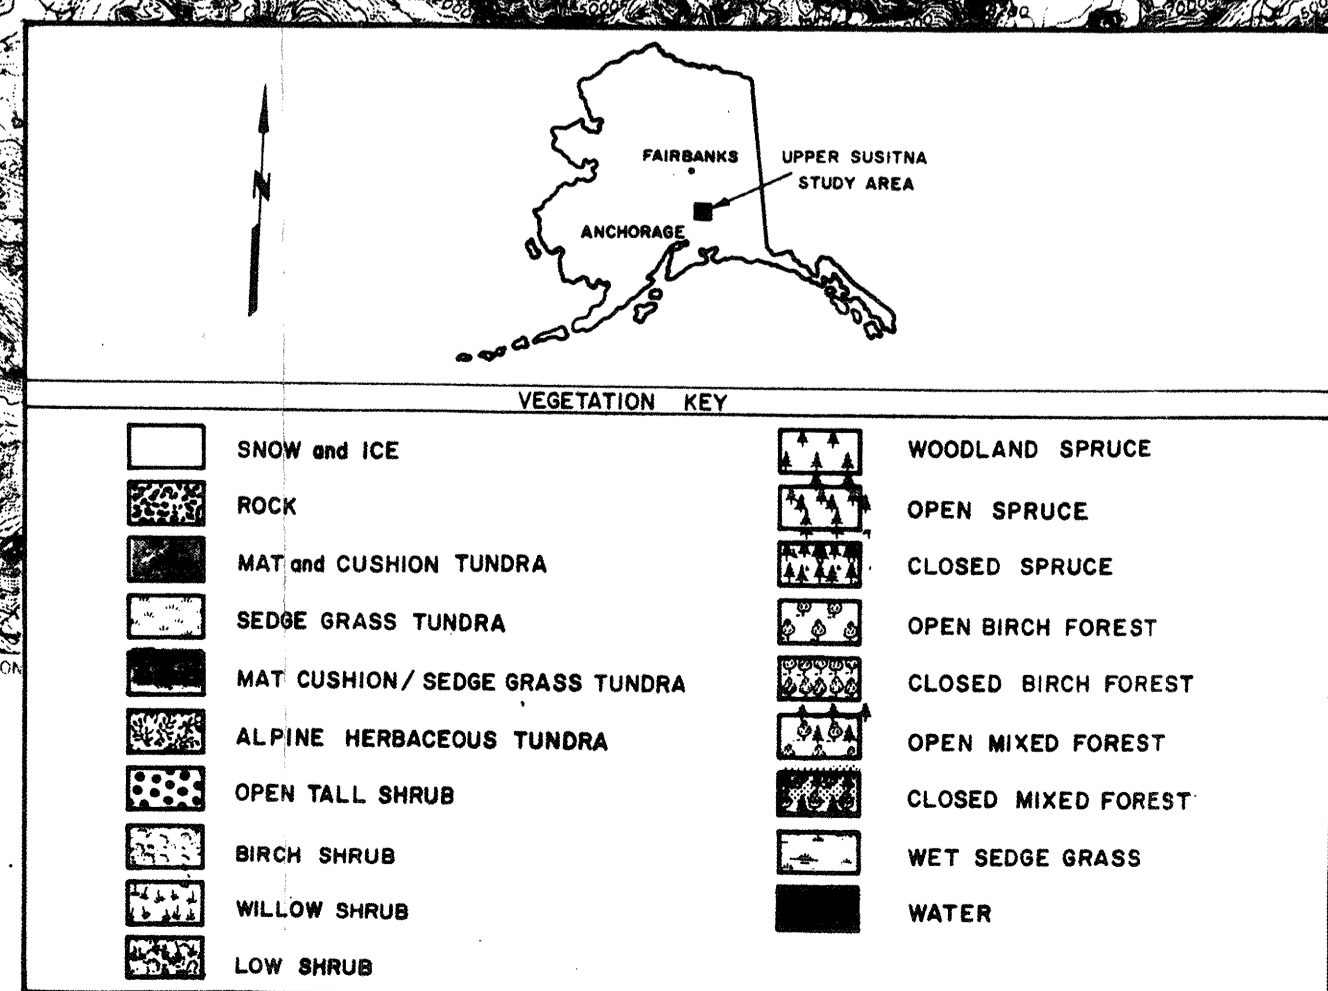 N
FAIRBANKS
UPPER SUSITNA
STUDY AREA
ANCHORAGE
VEGETATION KEY
SNOW and ICE
ROCK
MAT and CUSHION TUNDRA
SEDGE GRASS TUNDRA
MAT CUSHION/ SEDGE GRASS TUNDRA
ALPINE HERBACEOUS TUNDRA
OPEN TALL SHRUB
BIRCH SHRUB
WILLOW SHRUB
LOW SHRUB
WOODLAND SPRUCE
OPEN SPRUCE
CLOSED SPRUCE
OPEN BIRCH FOREST
CLOSED BIRCH FOREST
OPEN MIXED FOREST
CLOSED MIXED FOREST
WET SEDGE GRASS
WATER